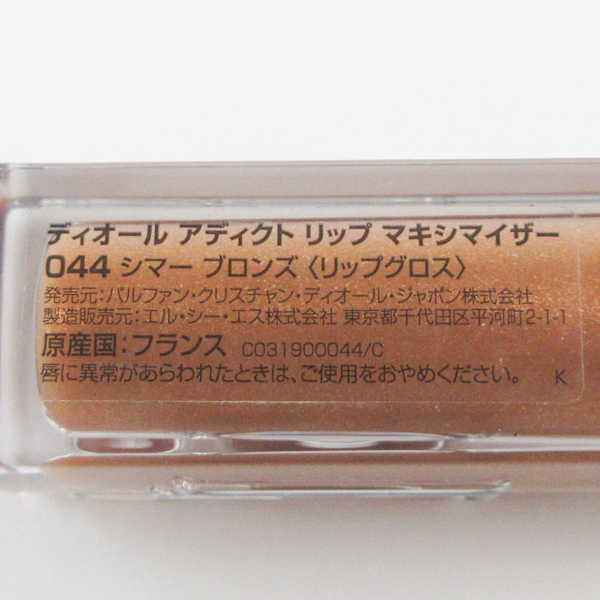 ディオール アディクト リップ マキシマイザー
044 シマー ブロンズ〈リップグロス〉
発売元:パルファン・クリスチャン・ディオール・ジャポン株式会社
製造販売元:エル・シー・エス株式会社 東京都千代田区平河町2-1-1
原産国:フランス C031900044/C
唇に異常があらわれたときは、ご使用をおやめください。 K